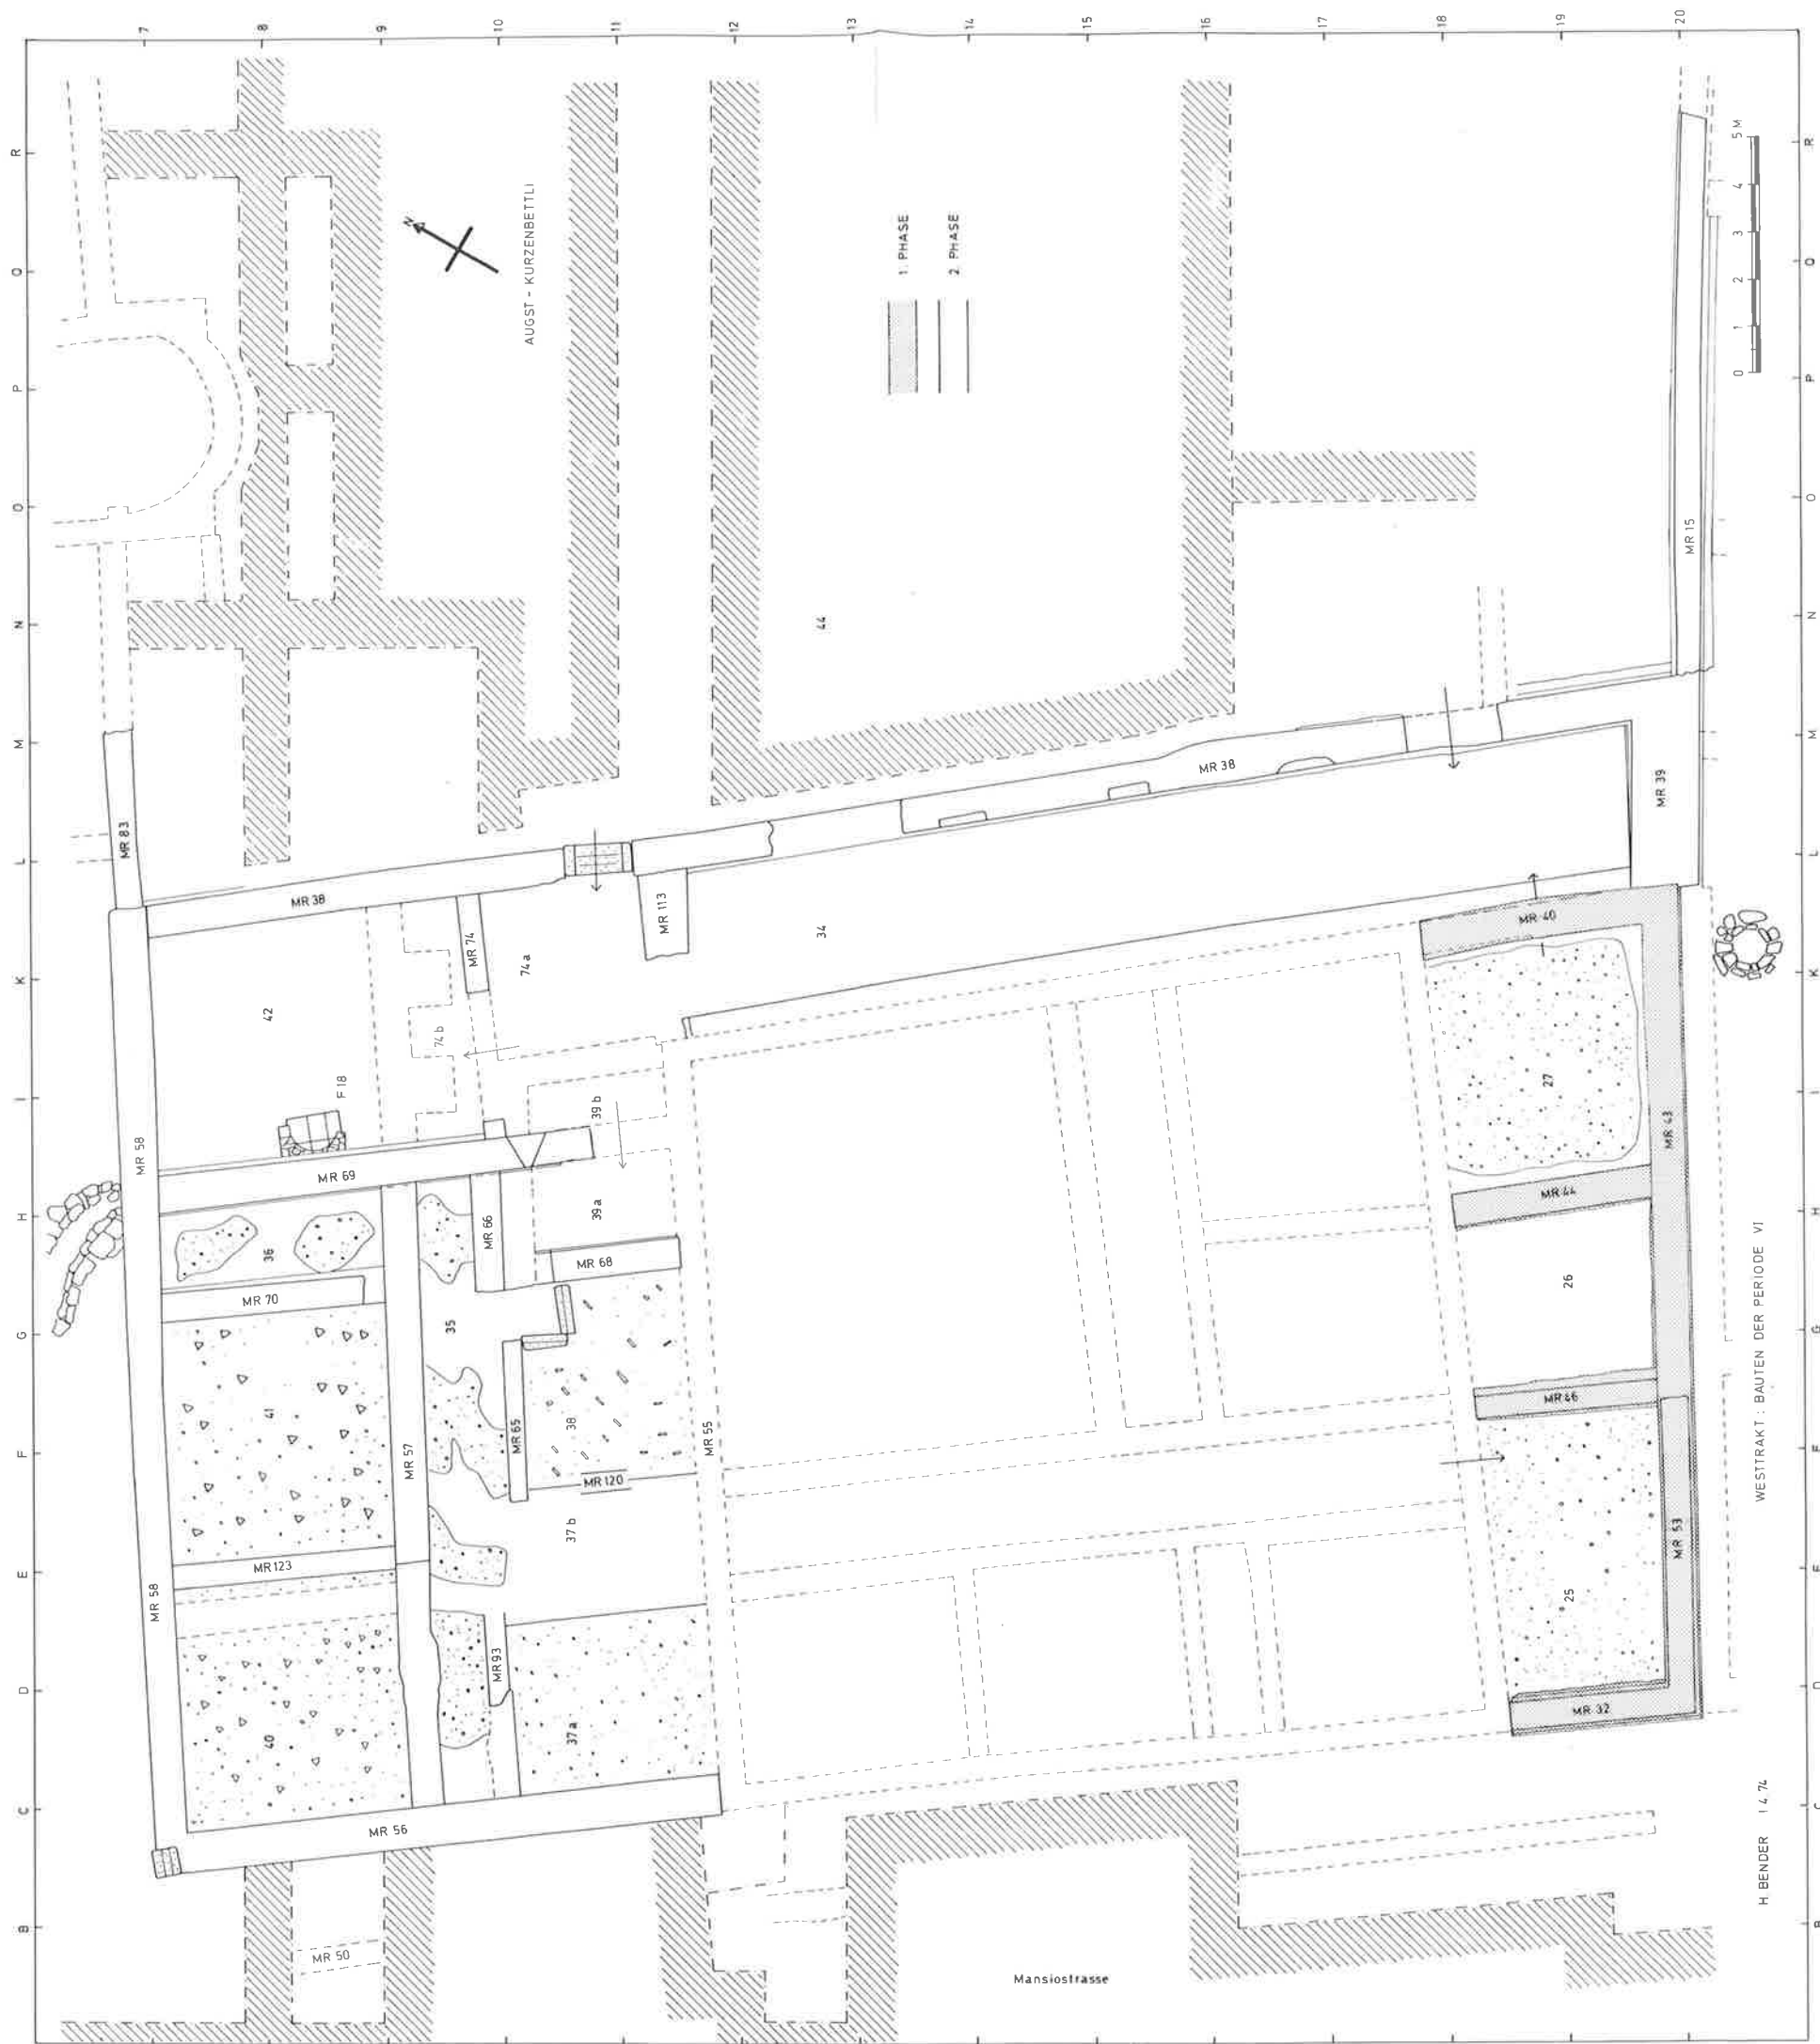 7
8
9
10
11
12
13
14
15
16
17
18
19
20
R
Q
P
O
N
M
L
K
I
H
G
F
E
D
C
B
R
Q
P
O
N
M
L
K
I
H
G
F
E
D
C
B
N
AUGST - KURZENBETTLI
1. PHASE
2. PHASE
0 1 2 3 4 5 M
44
MR 15
MR 38
MR 39
MR 83
MR 38
MR 113
MR 74
74a
34
MR 40
42
74b
F 18
27
MR 58
39b
MR 43
MR 69
MR 44
39a
MR 66
36
MR 68
26
MR 70
35
MR 46
41
38
MR 65
MR 55
MR 57
MR 120
37b
MR 53
MR 123
25
MR 58
MR 93
MR 32
40
37a
MR 56
MR 50
Mansiostrasse
WESTTRAKT : BAUTEN DER PERIODE VI
H. BENDER 1 4 74